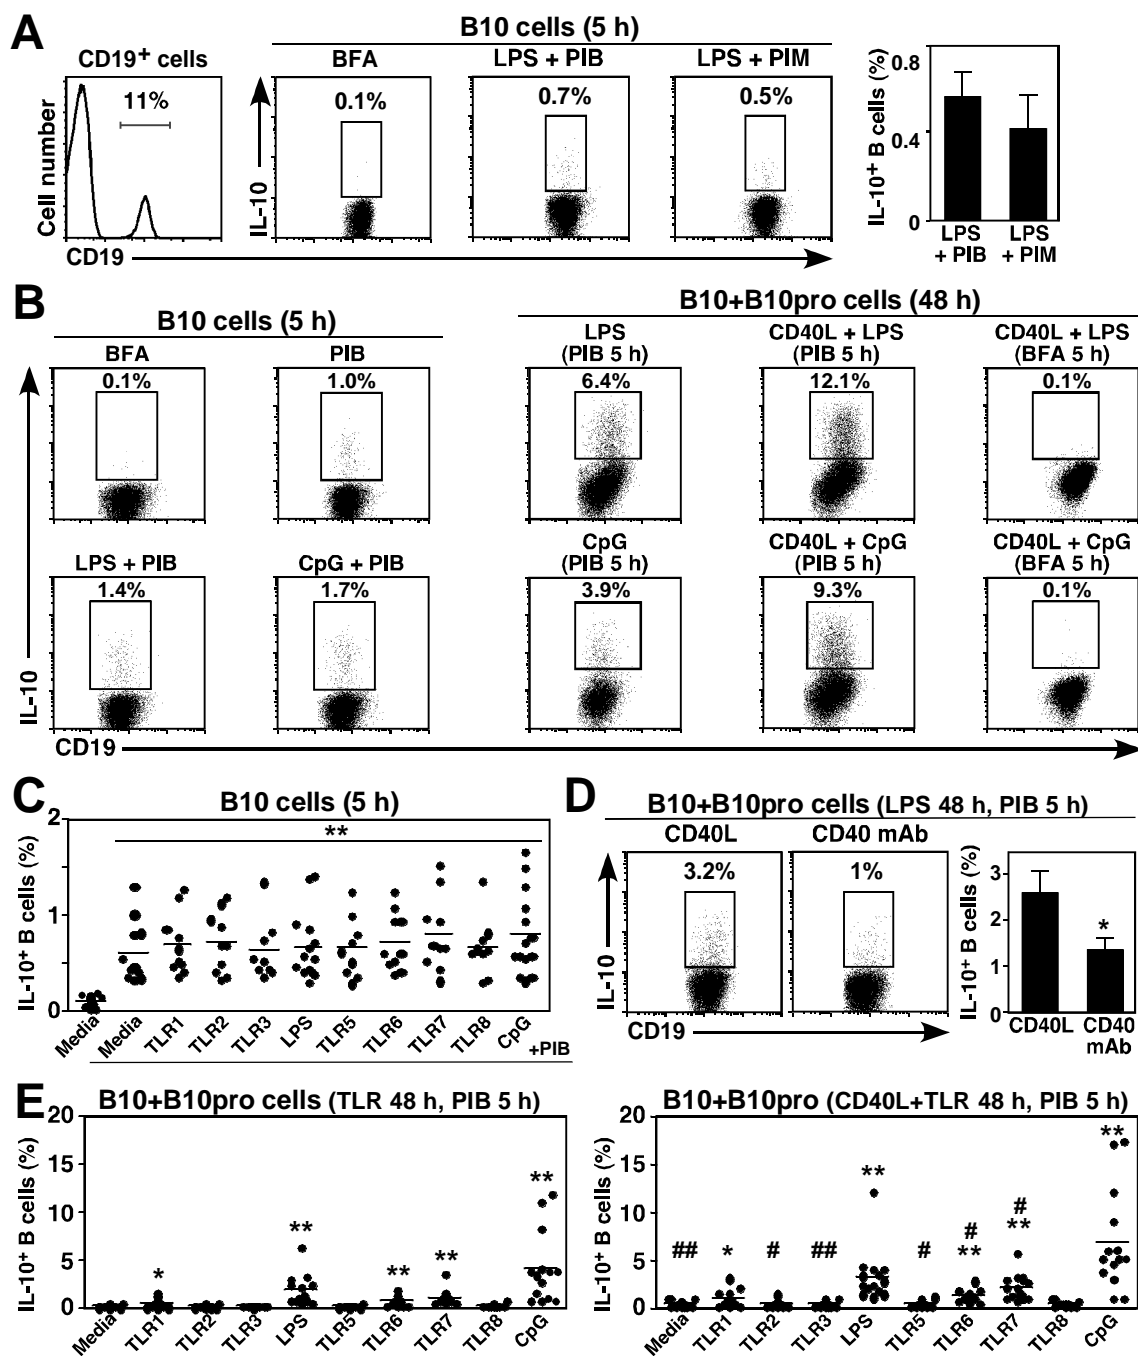 A
B10 cells (5 h)
CD19+ cells
BFA
LPS + PIB
LPS + PIM
11%
0.1%
0.7%
0.5%
Cell number
IL-10
CD19
IL-10+ B cells (%)
0.8
0.4
0
LPS + PIB
LPS + PIM
B
B10 cells (5 h)
B10+B10pro cells (48 h)
BFA
PIB
LPS (PIB 5 h)
CD40L + LPS (PIB 5 h)
CD40L + LPS (BFA 5 h)
0.1%
1.0%
6.4%
12.1%
0.1%
LPS + PIB
CpG + PIB
CpG (PIB 5 h)
CD40L + CpG (PIB 5 h)
CD40L + CpG (BFA 5 h)
1.4%
1.7%
3.9%
9.3%
0.1%
IL-10
CD19
C
B10 cells (5 h)
**
IL-10+ B cells (%)
2
1
0
Media
Media
TLR1
TLR2
TLR3
LPS
TLR5
TLR6
TLR7
TLR8
CpG
+PIB
D
B10+B10pro cells (LPS 48 h, PIB 5 h)
CD40L
CD40 mAb
3.2%
1%
IL-10
CD19
IL-10+ B cells (%)
3
2
1
0
*
CD40L
CD40 mAb
E
B10+B10pro cells (TLR 48 h, PIB 5 h)
IL-10+ B cells (%)
20
15
10
5
0
*
**
**
**
**
Media
TLR1
TLR2
TLR3
LPS
TLR5
TLR6
TLR7
TLR8
CpG
B10+B10pro (CD40L+TLR 48 h, PIB 5 h)
IL-10+ B cells (%)
20
15
10
5
0
##
*
#
##
**
#
#
**
#
**
**
Media
TLR1
TLR2
TLR3
LPS
TLR5
TLR6
TLR7
TLR8
CpG